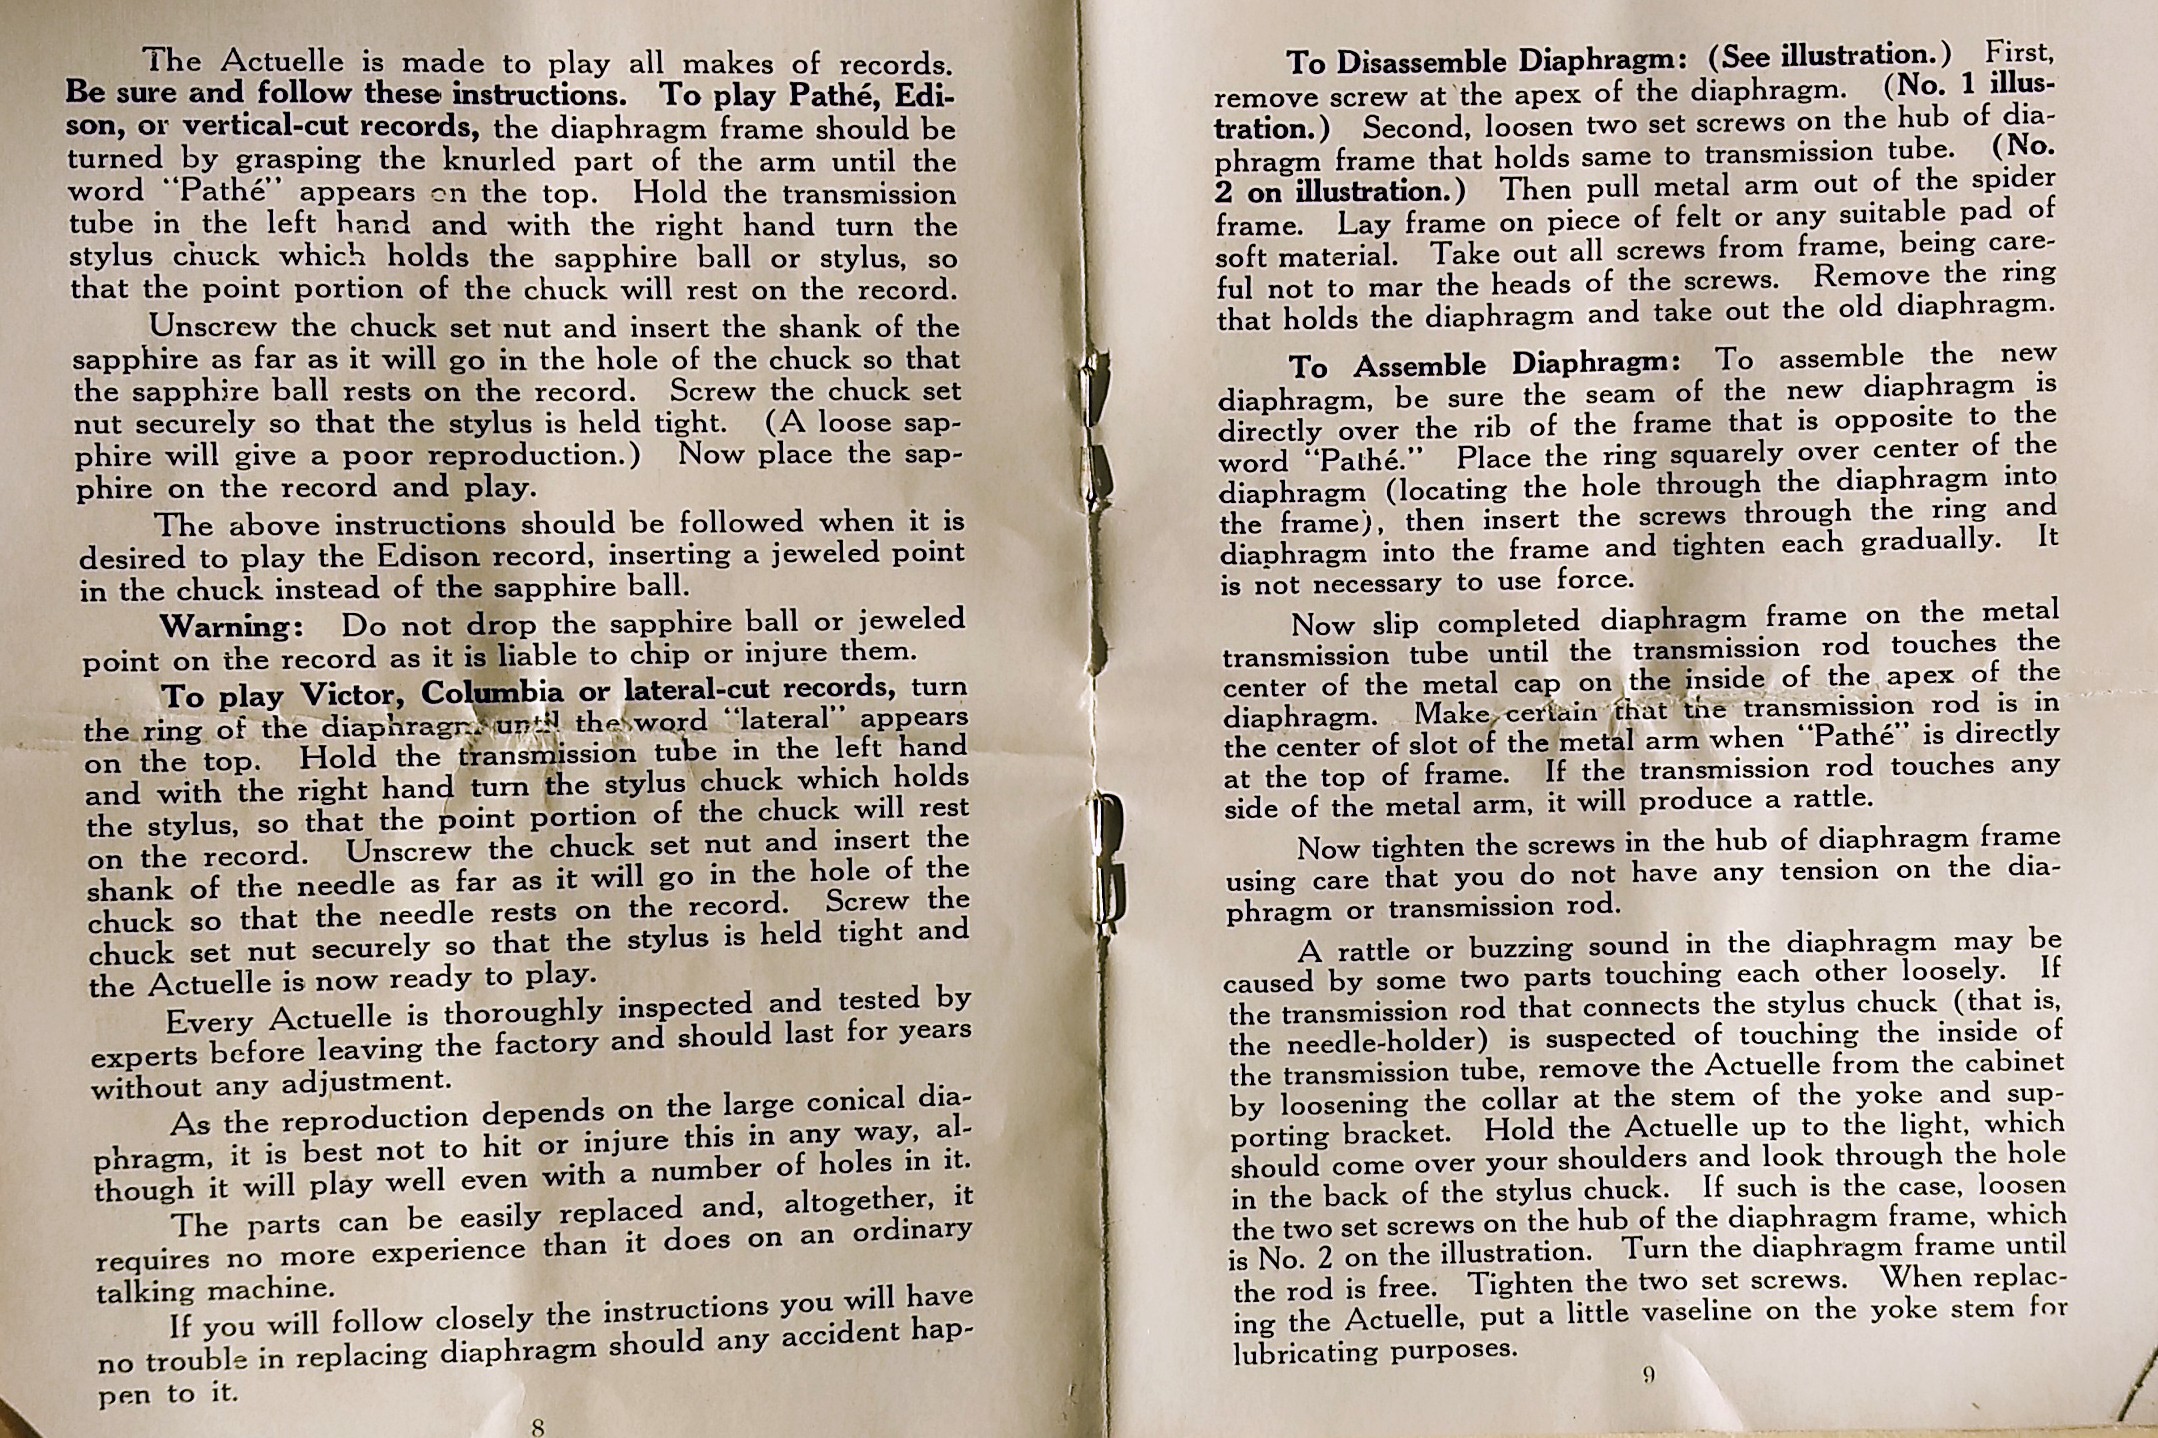 The Actuelle is made to play all makes of records.
Be sure and follow these instructions. To play Pathé, Edi-
son, or vertical-cut records, the diaphragm frame should be
turned by grasping the knurled part of the arm until the
word "Pathé" appears on the top. Hold the transmission
tube in the left hand and with the right hand turn the
stylus chuck which holds the sapphire ball or stylus, so
that the point portion of the chuck will rest on the record.
Unscrew the chuck set nut and insert the shank of the
sapphire as far as it will go in the hole of the chuck so that
the sapphire ball rests on the record. Screw the chuck set
nut securely so that the stylus is held tight. (A loose sap-
phire will give a poor reproduction.) Now place the sap-
phire on the record and play.
The above instructions should be followed when it is
desired to play the Edison record, inserting a jeweled point
in the chuck instead of the sapphire ball.
Warning: Do not drop the sapphire ball or jeweled
point on the record as it is liable to chip or injure them.
To play Victor, Columbia or lateral-cut records, turn
the ring of the diaphragm until the word "lateral" appears
on the top. Hold the transmission tube in the left hand
and with the right hand turn the stylus chuck which holds
the stylus, so that the point portion of the chuck will rest
on the record. Unscrew the chuck set nut and insert the
shank of the needle as far as it will go in the hole of the
chuck so that the needle rests on the record. Screw the
chuck set nut securely so that the stylus is held tight and
the Actuelle is now ready to play.
Every Actuelle is thoroughly inspected and tested by
experts before leaving the factory and should last for years
without any adjustment.
As the reproduction depends on the large conical dia-
phragm, it is best not to hit or injure this in any way, al-
though it will play well even with a number of holes in it.
The parts can be easily replaced and, altogether, it
requires no more experience than it does on an ordinary
talking machine.
If you will follow closely the instructions you will have
no trouble in replacing diaphragm should any accident hap-
pen to it.
8
To Disassemble Diaphragm: (See illustration.) First,
remove screw at the apex of the diaphragm. (No. 1 illus-
tration.) Second, loosen two set screws on the hub of dia-
phragm frame that holds same to transmission tube. (No.
2 on illustration.) Then pull metal arm out of the spider
frame. Lay frame on piece of felt or any suitable pad of
soft material. Take out all screws from frame, being care-
ful not to mar the heads of the screws. Remove the ring
that holds the diaphragm and take out the old diaphragm.
To Assemble Diaphragm: To assemble the new
diaphragm, be sure the seam of the new diaphragm is
directly over the rib of the frame that is opposite to the
word "Pathé." Place the ring squarely over center of the
diaphragm (locating the hole through the diaphragm into
the frame), then insert the screws through the ring and
diaphragm into the frame and tighten each gradually. It
is not necessary to use force.
Now slip completed diaphragm frame on the metal
transmission tube until the transmission rod touches the
center of the metal cap on the inside of the apex of the
diaphragm. Make certain that the transmission rod is in
the center of slot of the metal arm when "Pathé" is directly
at the top of frame. If the transmission rod touches any
side of the metal arm, it will produce a rattle.
Now tighten the screws in the hub of diaphragm frame
using care that you do not have any tension on the dia-
phragm or transmission rod.
A rattle or buzzing sound in the diaphragm may be
caused by some two parts touching each other loosely. If
the transmission rod that connects the stylus chuck (that is,
the needle-holder) is suspected of touching the inside of
the transmission tube, remove the Actuelle from the cabinet
by loosening the collar at the stem of the yoke and sup-
porting bracket. Hold the Actuelle up to the light, which
should come over your shoulders and look through the hole
in the back of the stylus chuck. If such is the case, loosen
the two set screws on the hub of the diaphragm frame, which
is No. 2 on the illustration. Turn the diaphragm frame until
the rod is free. Tighten the two set screws. When replac-
ing the Actuelle, put a little vaseline on the yoke stem for
lubricating purposes.
9